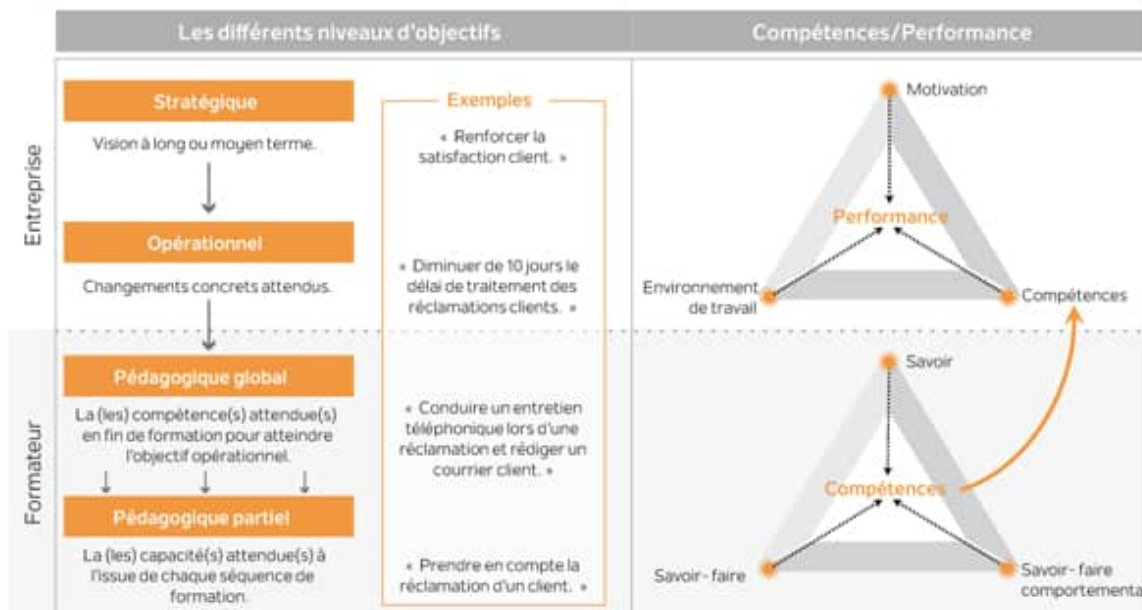 Les différents niveaux d'objectifs
Compétences/Performance
Entreprise
Stratégique
Vision à long ou moyen terme.
Opérationnel
Changements concrets attendus.
Exemples
« Renforcer la
satisfaction client. »
« Diminuer de 10 jours le
délai de traitement des
réclamations clients. »
Motivation
Performance
Environnement
de travail
Compétences
Formateur
Pédagogique global
La (les) compétence(s) attendue(s)
en fin de formation pour atteindre
l'objectif opérationnel.
Pédagogique partiel
La (les) capacité(s) attendue(s) à
l'issue de chaque séquence de
formation.
« Conduire un entretien
téléphonique lors d'une
réclamation et rédiger un
courrier client. »
« Prendre en compte la
réclamation d'un client. »
Savoir
Compétences
Savoir-faire
Savoir-faire
comportemental